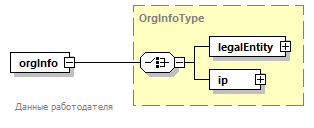 OrgInfoType
legalEntity
orgInfo
ip
Данные работодателя